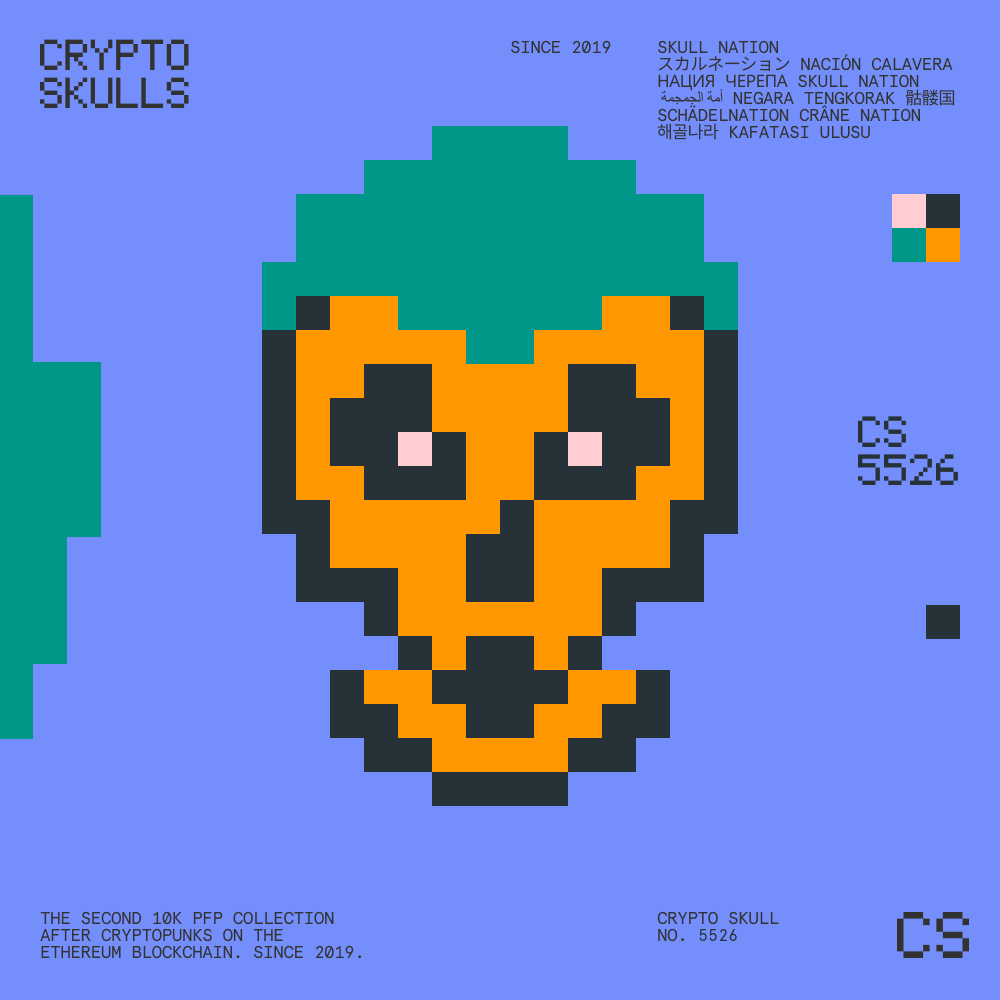 CRYPTO
SKULLS
SINCE 2019
SKULL NATION
スカルネーション NACIÓN CALAVERA
НАЦИЯ ЧЕРЕПА SKULL NATION
أمة الجمجمة NEGARA TENGKORAK 骷髅国
SCHÄDELNATION CRÂNE NATION
해골나라 KAFATASI ULUSU
CS
5526
THE SECOND 10K PFP COLLECTION
AFTER CRYPTOPUNKS ON THE
ETHEREUM BLOCKCHAIN. SINCE 2019.
CRYPTO SKULL
NO. 5526
CS